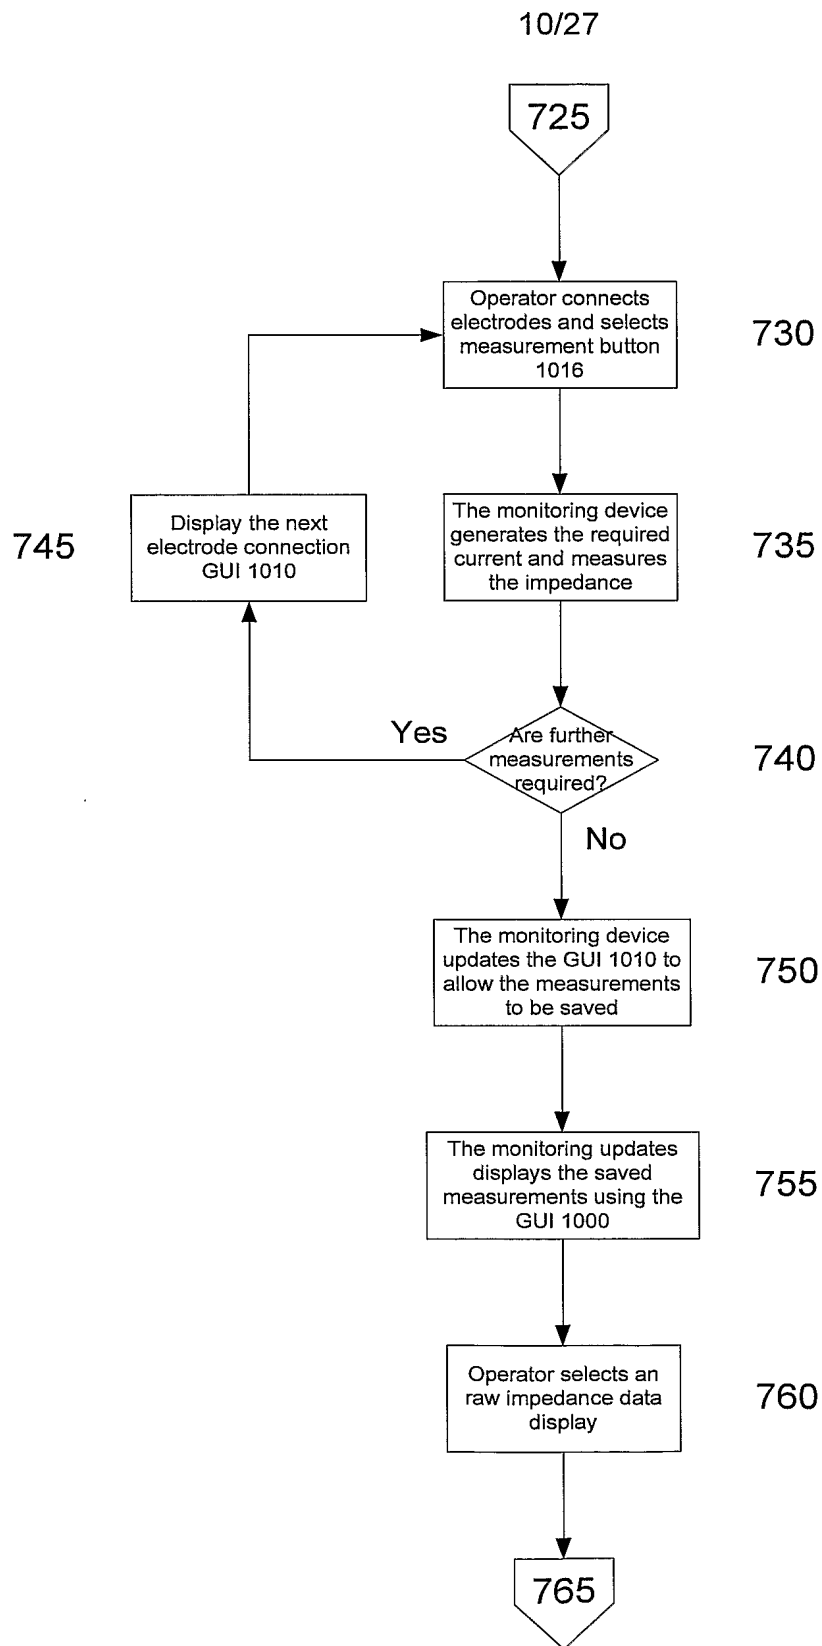 10/27
725
Operator connects
electrodes and selects
measurement button
1016
730
Display the next
electrode connection
GUI 1010
745
The monitoring device
generates the required
current and measures
the impedance
735
Yes
Are further
measurements
required?
740
No
The monitoring device
updates the GUI 1010 to
allow the measurements
to be saved
750
The monitoring updates
displays the saved
measurements using the
GUI 1000
755
Operator selects an
raw impedance data
display
760
765